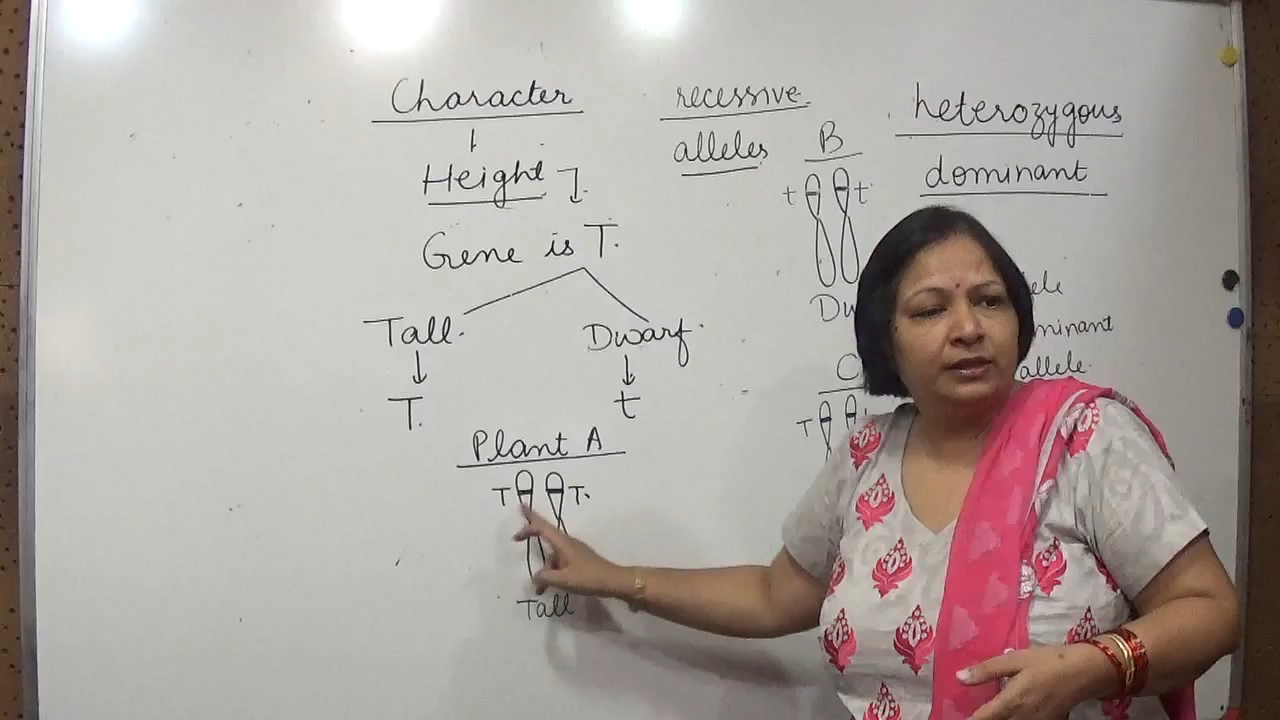 Character
Height
Gene is T.
Tall.
Dwarf.
T.
t
Plant A
T
T.
Tall
recessive
alleles
B
t
t
C
T
heterozygous
dominant
allele.